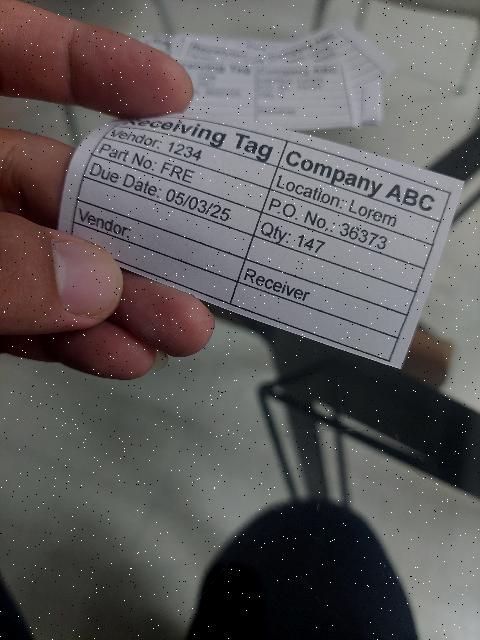 Receiving Tag Company ABC
Vendor: 1234 Location: Lorem
Part No: FRE P.O. No.: 36373
Due Date: 05/03/25 Qty: 147
Vendor: Receiver